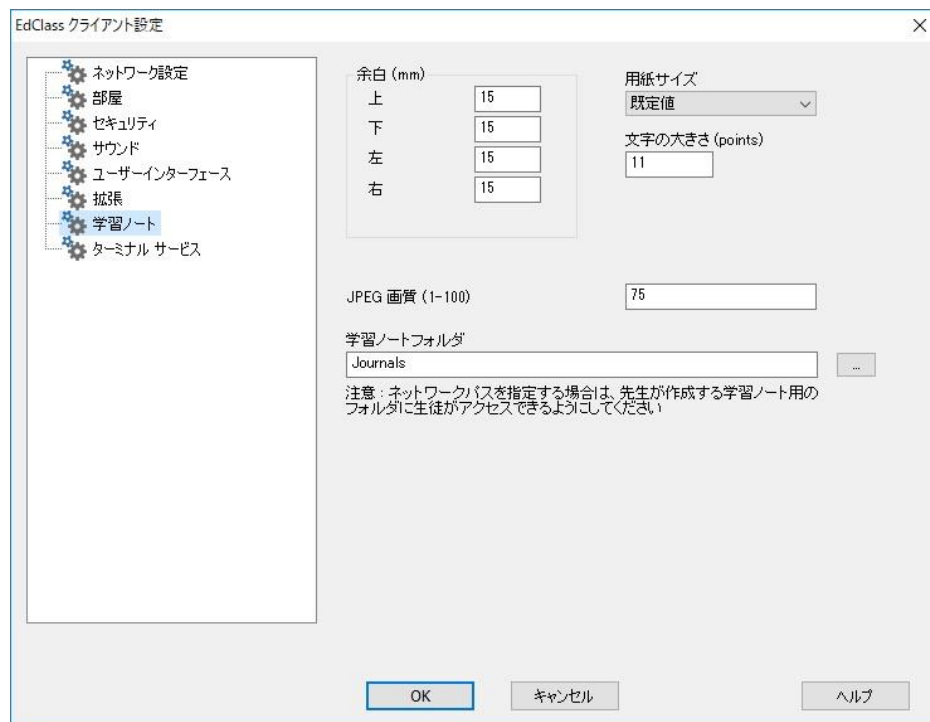 EdClass クライアント設定
ネットワーク設定
部屋
セキュリティ
サウンド
ユーザーインターフェース
拡張
学習ノート
ターミナル サービス
余白 (mm)
上 15
下 15
左 15
右 15
用紙サイズ
既定値
文字の大きさ (points)
11
JPEG 画質 (1-100) 75
学習ノートフォルダ
Journals
...
注意 : ネットワークパスを指定する場合は、先生が作成する学習ノート用の
フォルダに生徒がアクセスできるようにしてください
OK キャンセル ヘルプ